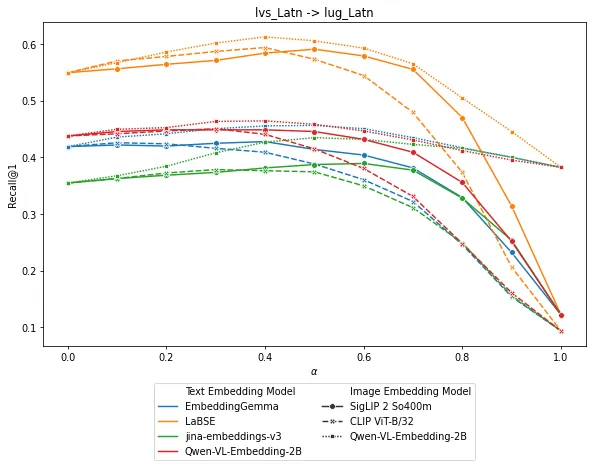 lvs_Latn -> lug_Latn
Recall@1
0.6
0.5
0.4
0.3
0.2
0.1
0.0
0.2
0.4
0.6
0.8
1.0
α
Text Embedding Model
EmbeddingGemma
LaBSE
jina-embeddings-v3
Qwen-VL-Embedding-2B
Image Embedding Model
SigLIP 2 So400m
CLIP ViT-B/32
Qwen-VL-Embedding-2B